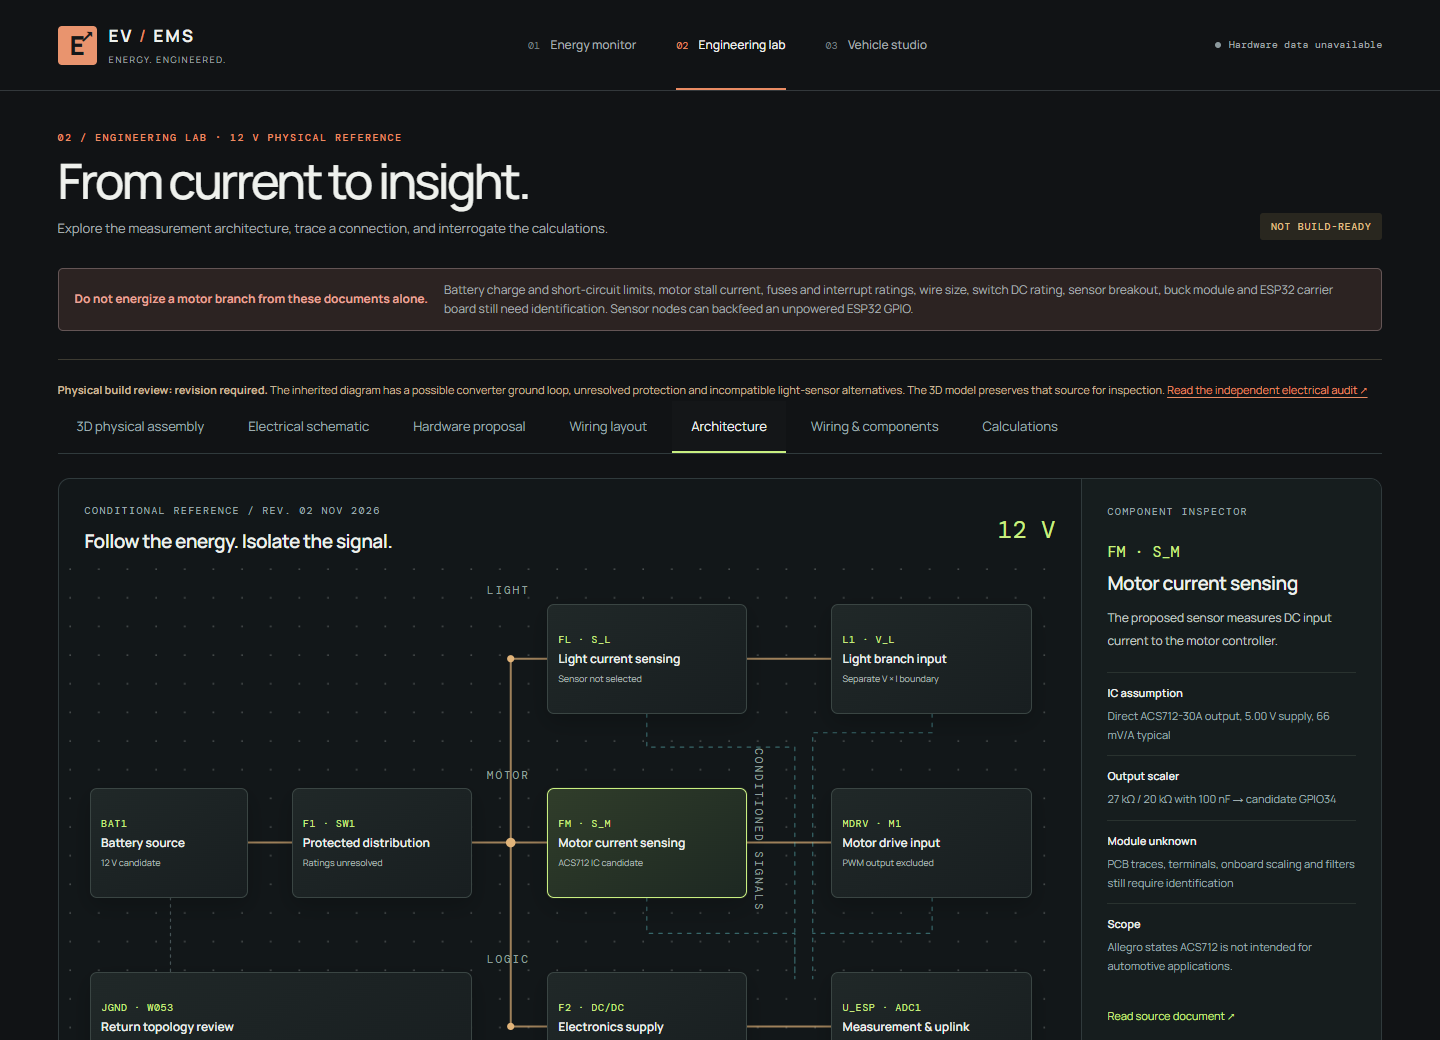 E
EV / EMS
ENERGY. ENGINEERED.
01 Energy monitor
02 Engineering lab
03 Vehicle studio
Hardware data unavailable
02 / ENGINEERING LAB · 12 V PHYSICAL REFERENCE
From current to insight.
Explore the measurement architecture, trace a connection, and interrogate the calculations.
NOT BUILD-READY
Do not energize a motor branch from these documents alone.
Battery charge and short-circuit limits, motor stall current, fuses and interrupt ratings, wire size, switch DC rating, sensor breakout, buck module and ESP32 carrier
board still need identification. Sensor nodes can backfeed an unpowered ESP32 GPIO.
Physical build review: revision required. The inherited diagram has a possible converter ground loop, unresolved protection and incompatible light-sensor alternatives. The 3D model preserves that source for inspection. Read the independent electrical audit ↗
3D physical assembly
Electrical schematic
Hardware proposal
Wiring layout
Architecture
Wiring & components
Calculations
CONDITIONAL REFERENCE / REV. 02 NOV 2026
Follow the energy. Isolate the signal.
12 V
LIGHT
FL · S_L
Light current sensing
Sensor not selected
L1 · V_L
Light branch input
Separate V × I boundary
MOTOR
CONDITIONED SIGNALS
BAT1
Battery source
12 V candidate
F1 · SW1
Protected distribution
Ratings unresolved
FM · S_M
Motor current sensing
ACS712 IC candidate
MDRV · M1
Motor drive input
PWM output excluded
LOGIC
JGND · W053
Return topology review
F2 · DC/DC
Electronics supply
U_ESP · ADC1
Measurement & uplink
COMPONENT INSPECTOR
FM · S_M
Motor current sensing
The proposed sensor measures DC input
current to the motor controller.
IC assumption
Direct ACS712-30A output, 5.00 V supply, 66
mV/A typical
Output scaler
27 kΩ / 20 kΩ with 100 nF → candidate GPIO34
Module unknown
PCB traces, terminals, onboard scaling and filters
still require identification
Scope
Allegro states ACS712 is not intended for
automotive applications.
Read source document ↗